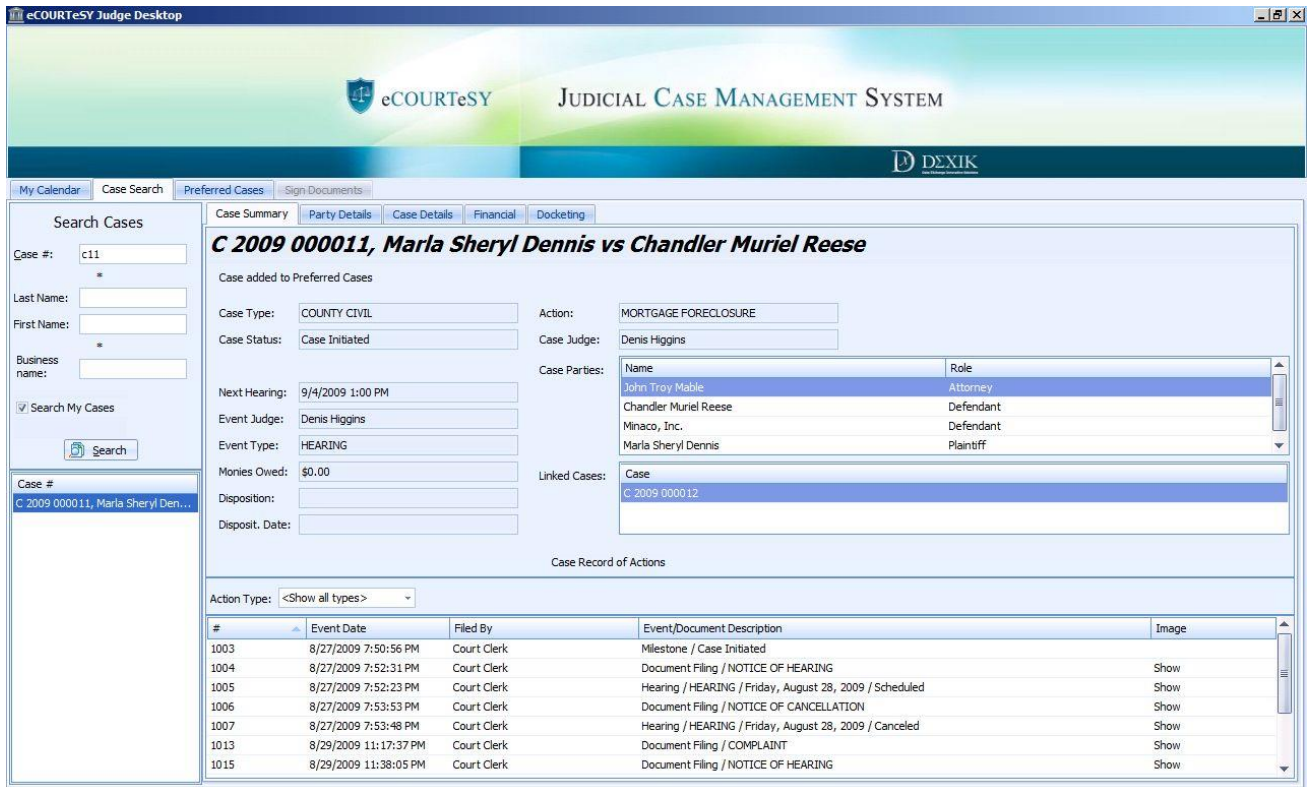 eCOURTeSY Judge Desktop
eCOURTeSY JUDICIAL CASE MANAGEMENT SYSTEM
DEXIK
My Calendar Case Search Preferred Cases Sign Documents
Search Cases
Case #: c11
*
Last Name:
First Name:
*
Business
name:
Search My Cases
Search
Case #
C 2009 000011, Marla Sheryl Den...
Case Summary Party Details Case Details Financial Docketing
C 2009 000011, Marla Sheryl Dennis vs Chandler Muriel Reese
Case added to Preferred Cases
Case Type: COUNTY CIVIL Action: MORTGAGE FORECLOSURE
Case Status: Case Initiated Case Judge: Denis Higgins
Next Hearing: 9/4/2009 1:00 PM
Event Judge: Denis Higgins
Event Type: HEARING
Monies Owed: $0.00
Disposition:
Disposit. Date:
Case Parties: Name Role
John Troy Mable Attorney
Chandler Muriel Reese Defendant
Minaco, Inc. Defendant
Marla Sheryl Dennis Plaintiff
Linked Cases: Case
C 2009 000012
Case Record of Actions
Action Type: <Show all types>
# Event Date Filed By Event/Document Description Image
1003 8/27/2009 7:50:56 PM Court Clerk Milestone / Case Initiated
1004 8/27/2009 7:52:31 PM Court Clerk Document Filing / NOTICE OF HEARING Show
1005 8/27/2009 7:52:23 PM Court Clerk Hearing / HEARING / Friday, August 28, 2009 / Scheduled Show
1006 8/27/2009 7:53:53 PM Court Clerk Document Filing / NOTICE OF CANCELLATION Show
1007 8/27/2009 7:53:48 PM Court Clerk Hearing / HEARING / Friday, August 28, 2009 / Canceled Show
1013 8/29/2009 11:17:37 PM Court Clerk Document Filing / COMPLAINT Show
1015 8/29/2009 11:38:05 PM Court Clerk Document Filing / NOTICE OF HEARING Show